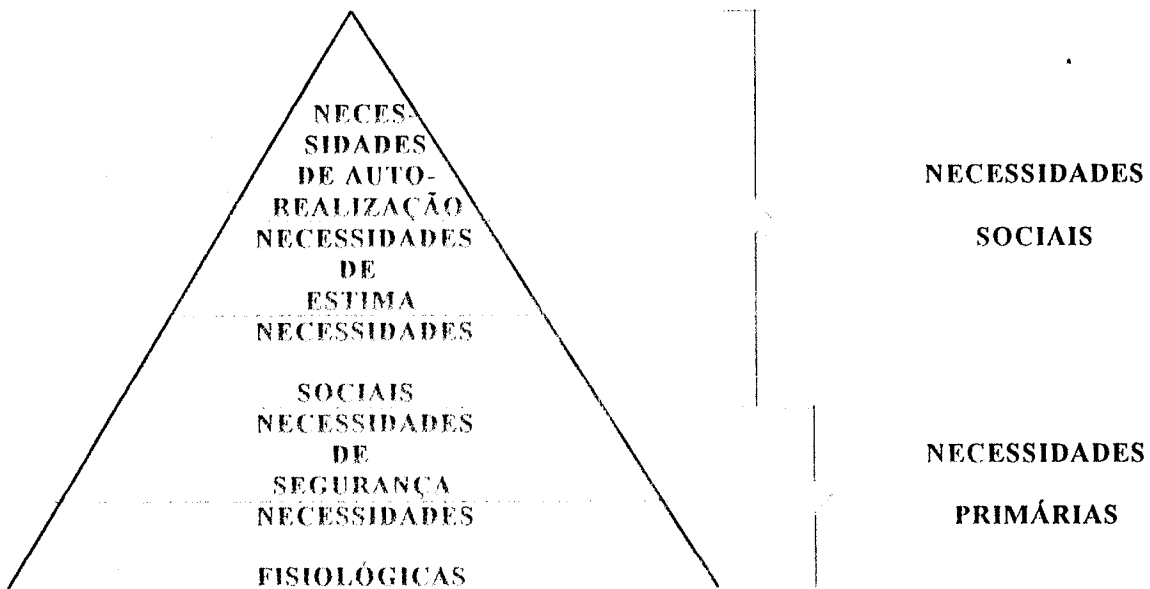 NECES-
SIDADES
DE AUTO-
REALIZAÇÃO
NECESSIDADES
DE
ESTIMA
NECESSIDADES
SOCIAIS
NECESSIDADES
DE
SEGURANÇA
NECESSIDADES
FISIOLÓGICAS
NECESSIDADES
SOCIAIS
NECESSIDADES
PRIMÁRIAS